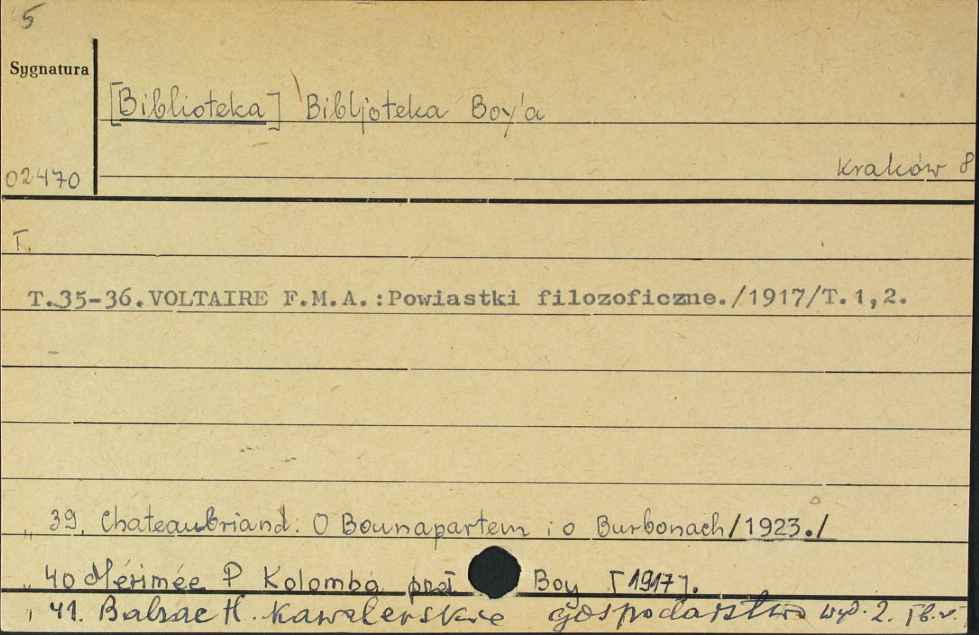 5
Sygnatura
[Biblioteka] Bibljoteka Boy'a
02470
Kraków 8
T.
T.35-36.VOLTAIRE F.M.A.:Powiastki filozoficzne./1917/T.1,2.
„ 39. Chateaubriand: O Bounapartem i o Burbonach/1923./
„ 40 Mérimée P Kolomba przeł Boy [1917].
„ 41. Balzac H. kawalerskie gospodarstwo wyd. 2. [b.r.